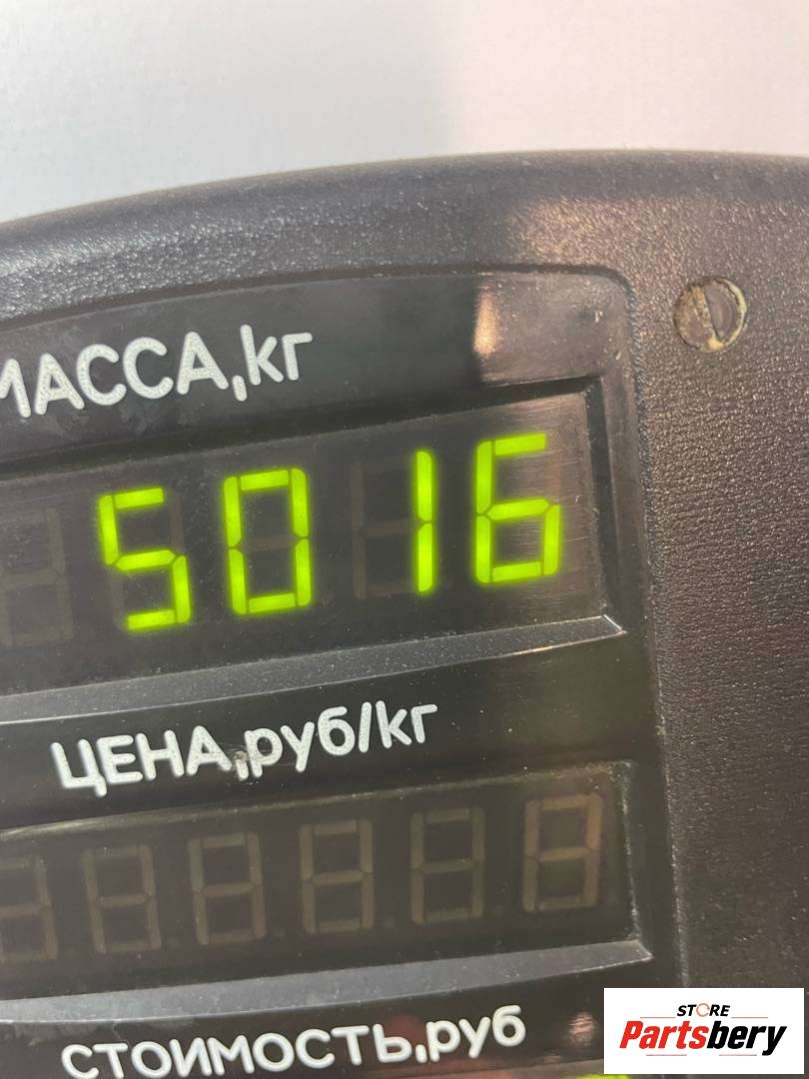 МАССА,кг
5016
ЦЕНА,руб/кг
СТОИМОСТЬ,руб
STORE
Partsbery